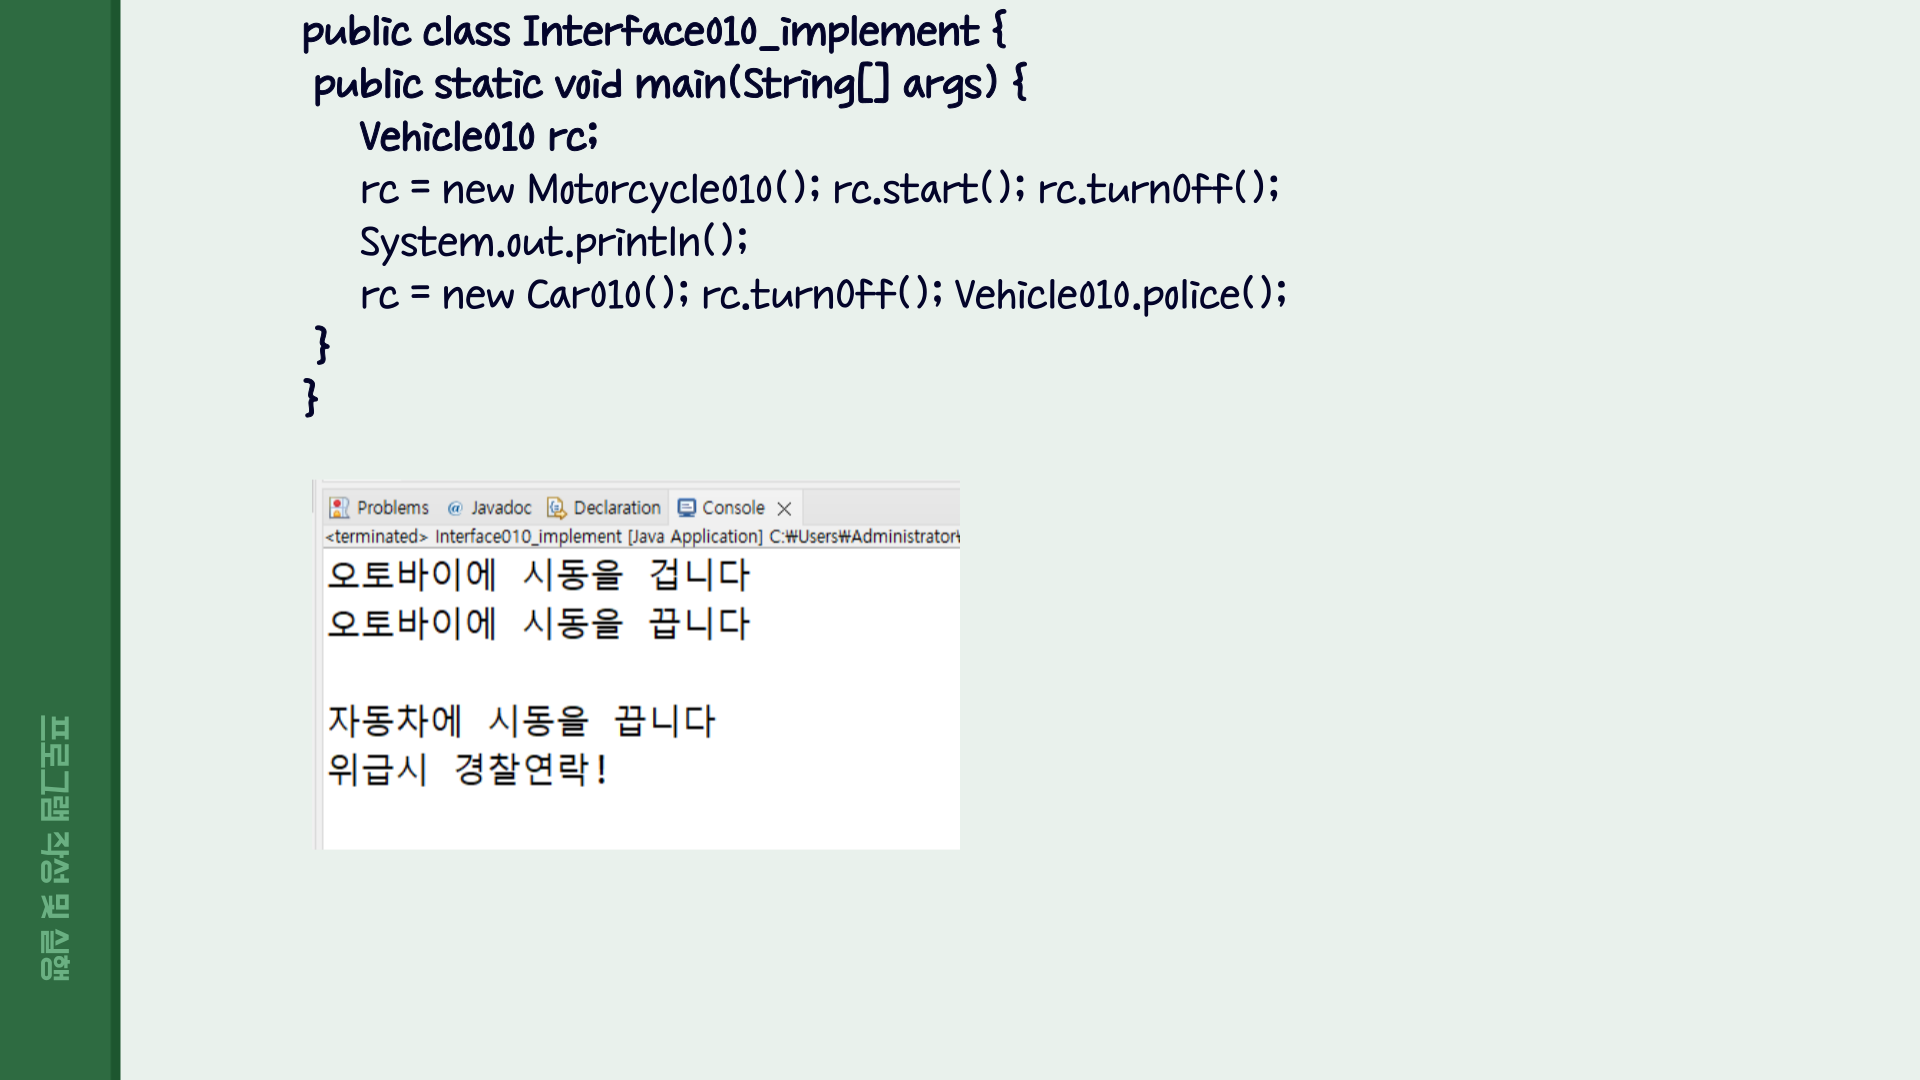 public class Interface010_implement {
public static void main(String[] args) {
Vehicle010 rc;
rc = new Motorcycle010(); rc.start(); rc.turnOff();
System.out.println();
rc = new Car010(); rc.turnOff(); Vehicle010.police();
}
}
Problems @ Javadoc Declaration Console
<terminated> Interface010_implement [Java Application] C:₩Users₩Administrator₩
오토바이에 시동을 겁니다
오토바이에 시동을 끕니다
자동차에 시동을 끕니다
위급시 경찰연락!
프로그램 작성 및 실행